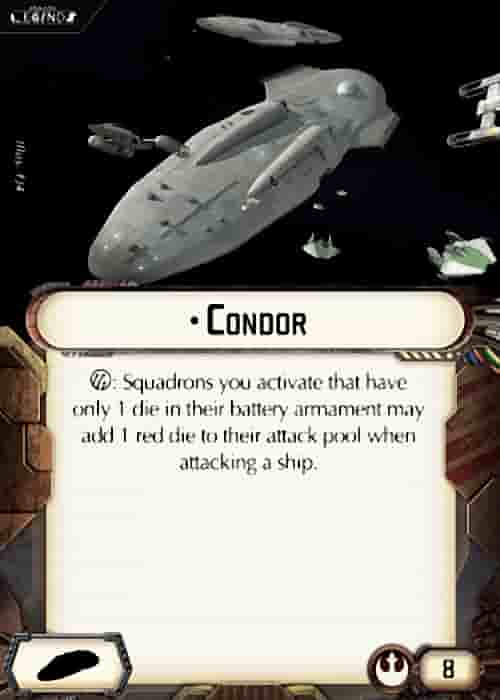 LEGENDS
• CONDOR
: Squadrons you activate that have
only 1 die in their battery armament may
add 1 red die to their attack pool when
attacking a ship.
8